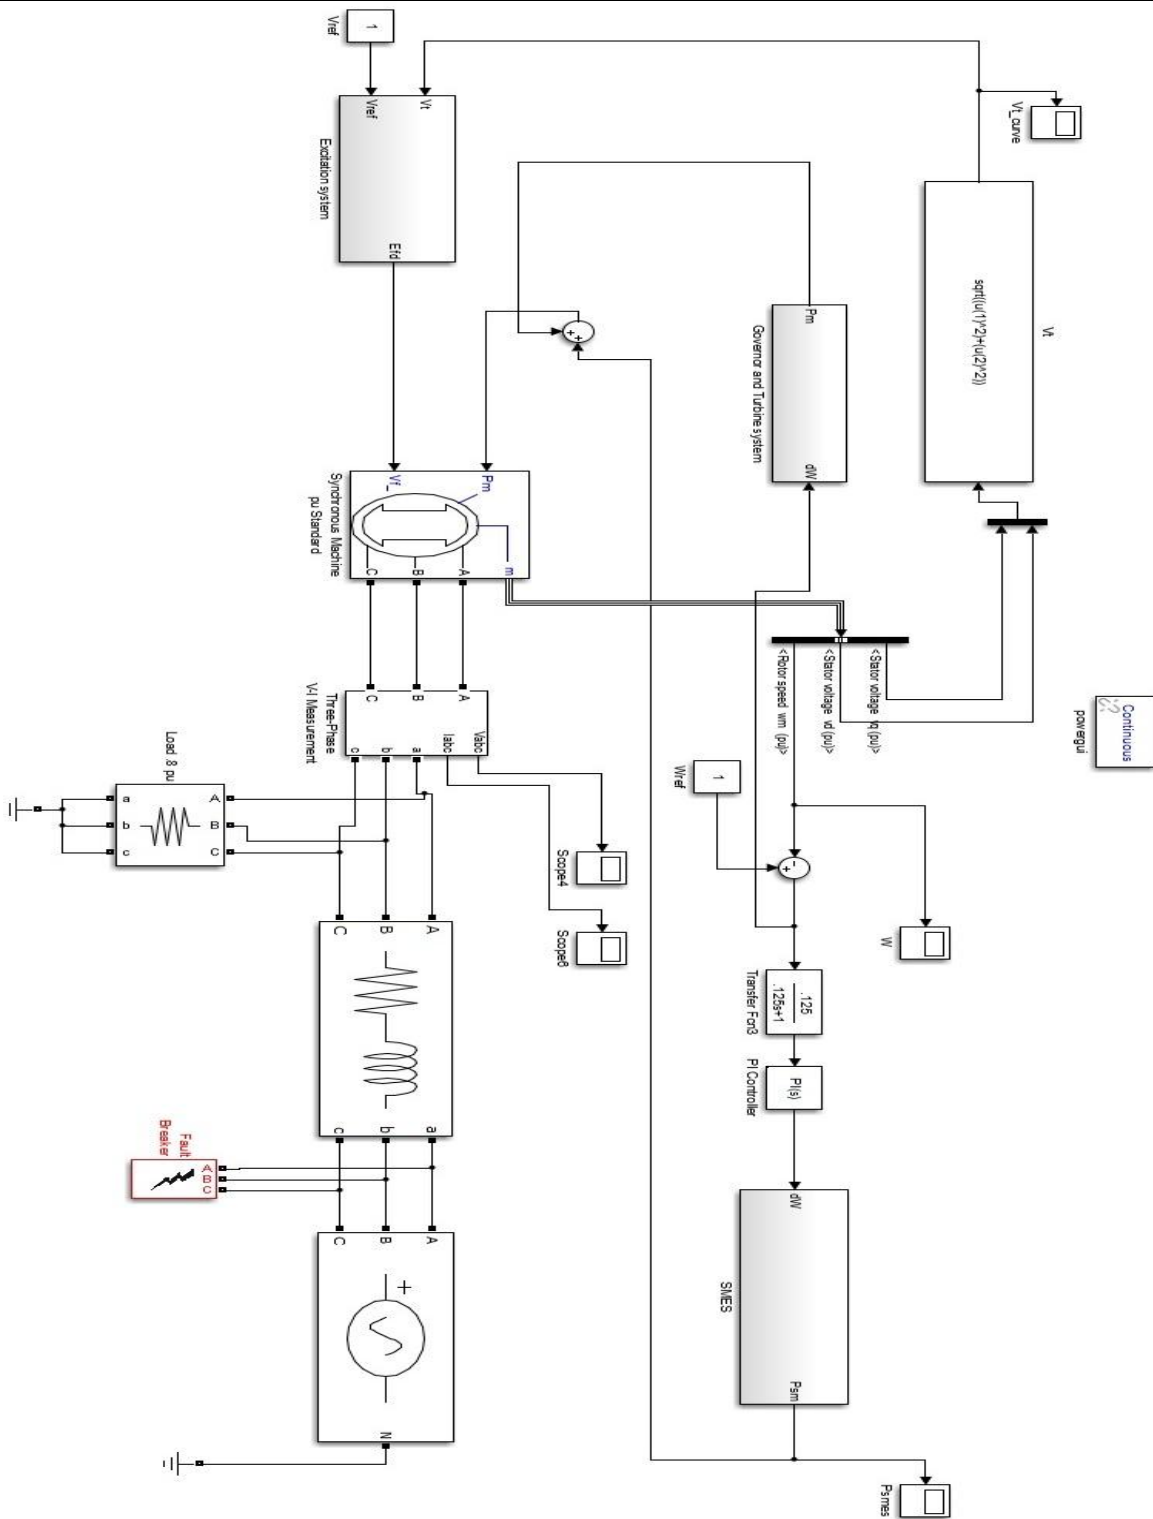 Continuous
powergui
Vt_curve
Vt
sqrt((u(1)^2)+(u(2)^2))
<Stator voltage vq (pu)>
<Stator voltage vd (pu)>
<Rotor speed wm (pu)>
W
Psmes
Pm
dW
Governor and Turbine system
1
Wref
-
+
.125
.125s+1
Transfer Fcn3
PI(s)
PI Controller
dW
Psm
SMES
+
+
Scope4
Scope6
1
Vref
Vt
Vref
Efd
Excitation system
Pm
Vf_
m
A
B
C
Synchronous Machine
pu Standard
A
B
C
Vabc
Iabc
a
b
c
Three-Phase
V-I Measurement
A
B
C
a
b
c
A
B
C
+
N
Load .8 pu
A
B
C
a
b
c
Fault
Breaker
A
B
C